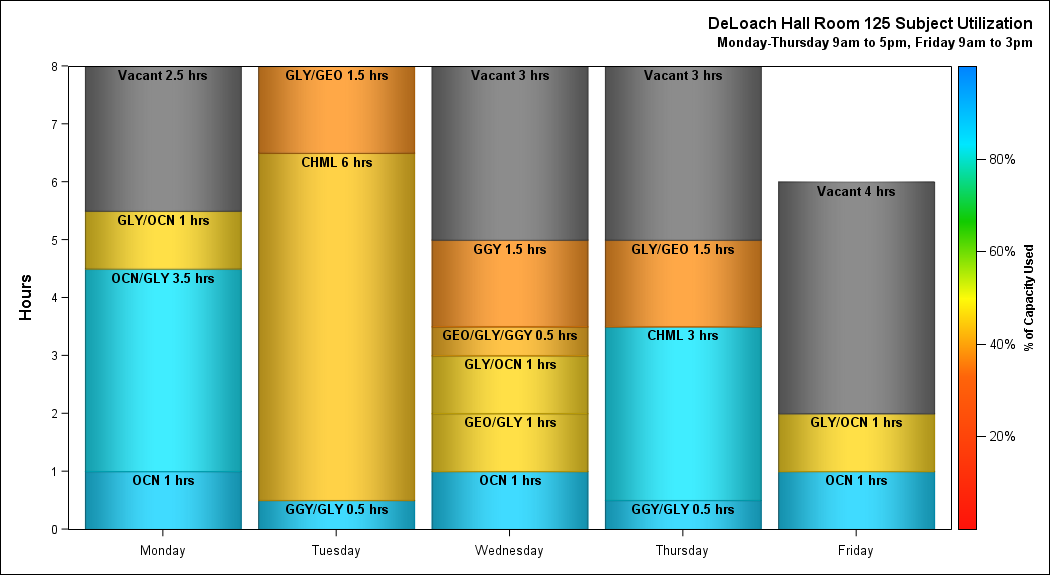 DeLoach Hall Room 125 Subject Utilization
Monday-Thursday 9am to 5pm, Friday 9am to 3pm
Hours
8
7
6
5
4
3
2
1
0
Vacant 2.5 hrs
GLY/OCN 1 hrs
OCN/GLY 3.5 hrs
OCN 1 hrs
GLY/GEO 1.5 hrs
CHML 6 hrs
GGY/GLY 0.5 hrs
Vacant 3 hrs
GGY 1.5 hrs
GEO/GLY/GGY 0.5 hrs
GLY/OCN 1 hrs
GEO/GLY 1 hrs
OCN 1 hrs
Vacant 3 hrs
GLY/GEO 1.5 hrs
CHML 3 hrs
GGY/GLY 0.5 hrs
Vacant 4 hrs
GLY/OCN 1 hrs
OCN 1 hrs
Monday
Tuesday
Wednesday
Thursday
Friday
80%
60%
40%
20%
% of Capacity Used